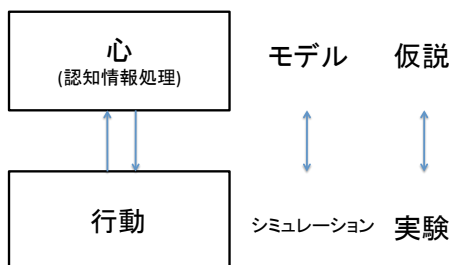 心
(認知情報処理)
モデル
仮説
行動
シミュレーション
実験